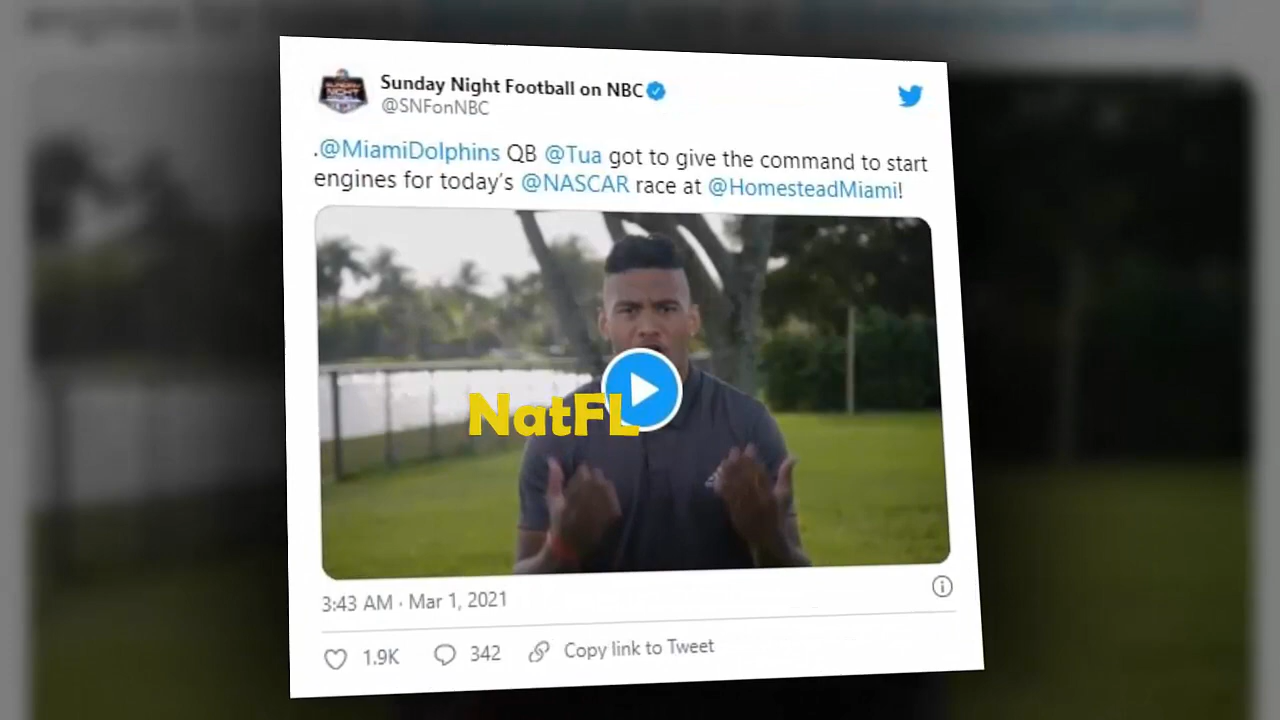 Sunday Night Football on NBC
@SNFonNBC
.@MiamiDolphins QB @Tua got to give the command to start
engines for today's @NASCAR race at @HomesteadMiami!
NatFL
3:43 AM · Mar 1, 2021
1.9K 342 Copy link to Tweet